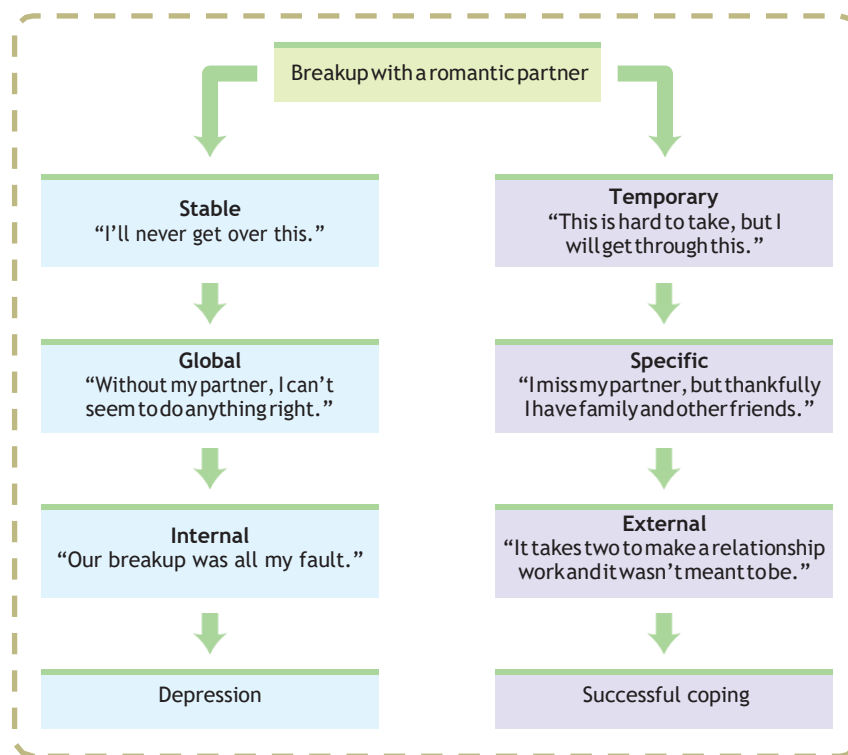 Breakup with a romantic partner
Stable
“I’ll never get over this.”
Global
“Without my partner, I can’t
seem to do anything right.”
Internal
“Our breakup was all my fault.”
Depression
Temporary
“This is hard to take, but I
will get through this.”
Specific
“I miss my partner, but thankfully
I have family and other friends.”
External
“It takes two to make a relationship
work and it wasn’t meant to be.”
Successful coping